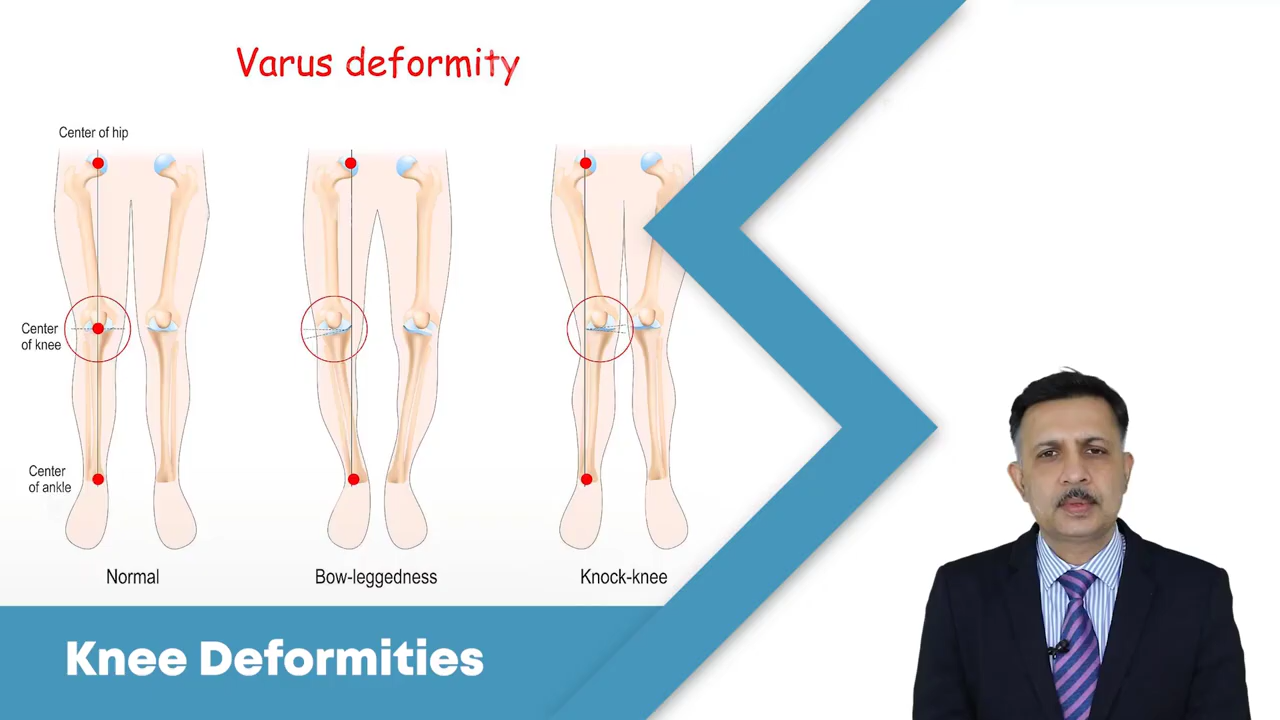 Varus deformity
Center of hip
Center
of knee
Center
of ankle
Normal
Bow-leggedness
Knock-knee
Knee Deformities